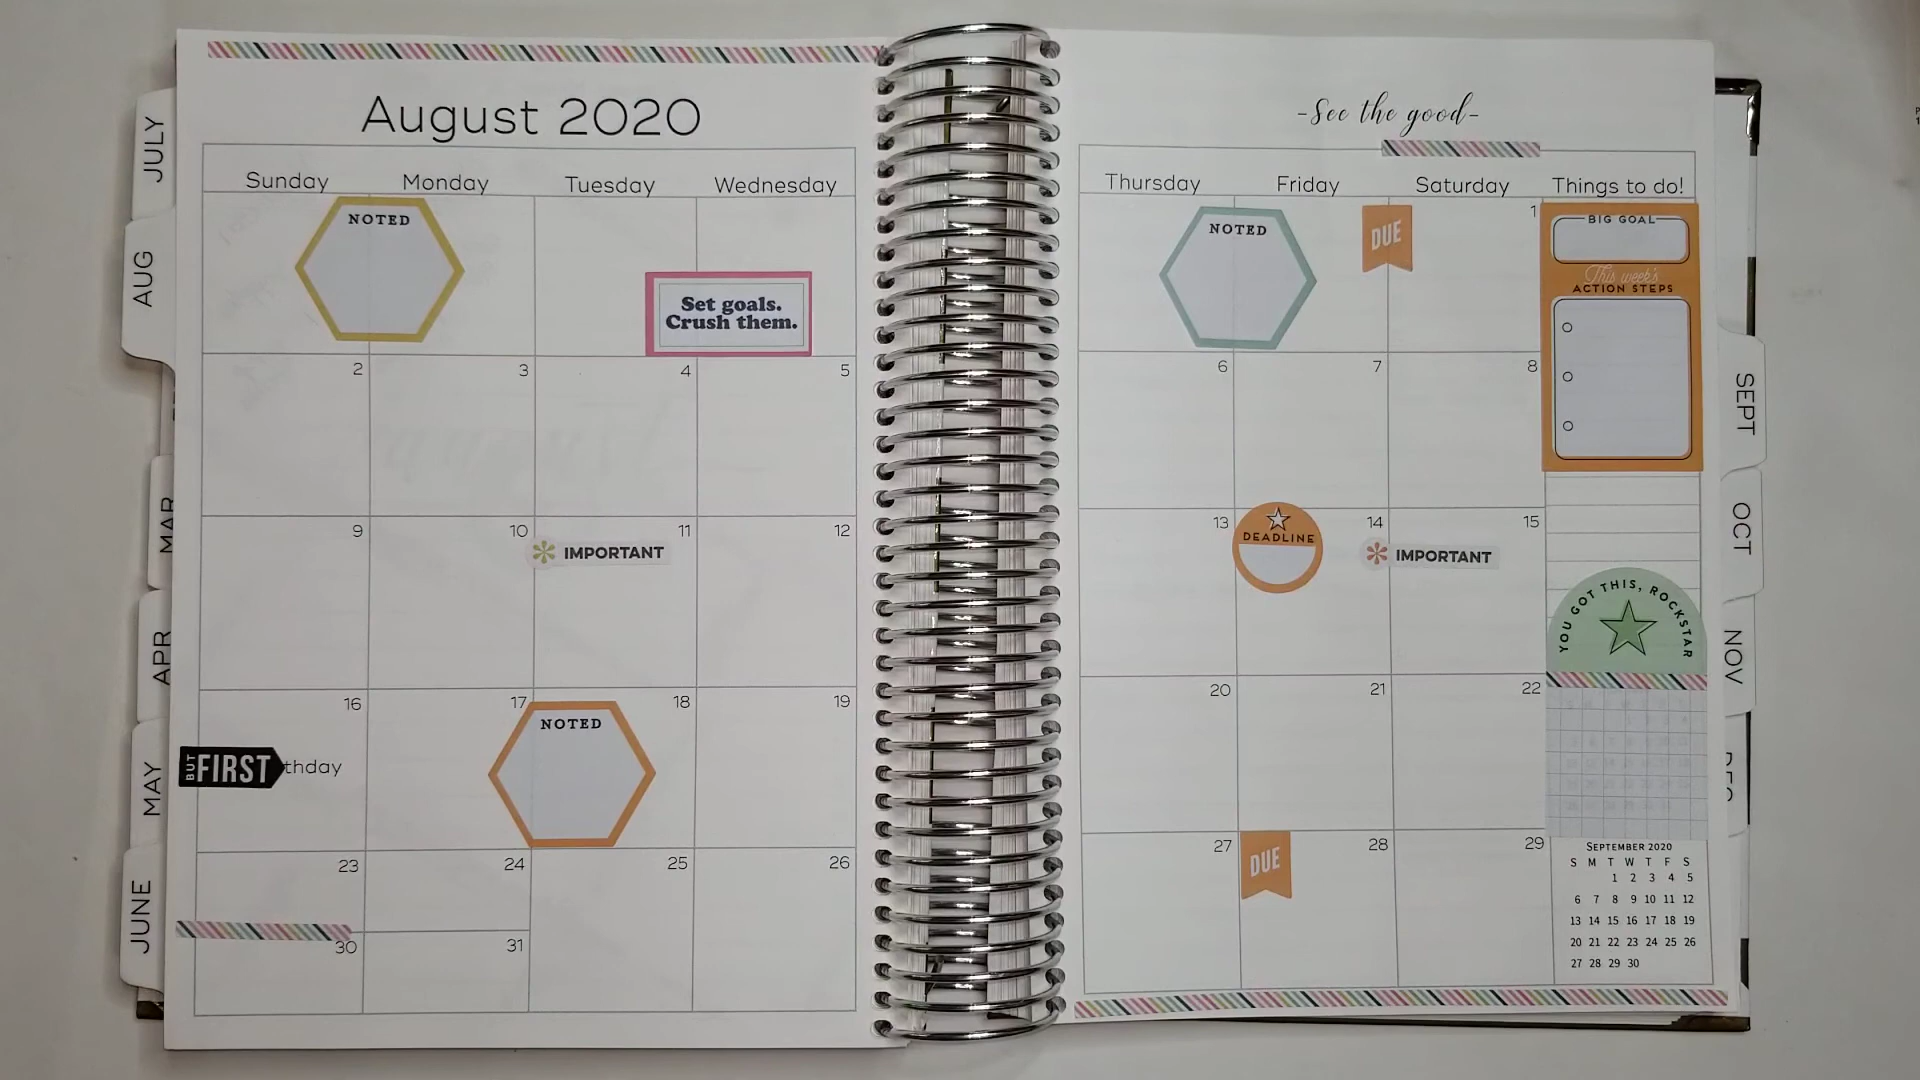 August 2020
-See the good-
JULY
AUG
MAR
APR
MAY
JUNE
Sunday Monday Tuesday Wednesday
Thursday Friday Saturday Things to do!
NOTED
Set goals.
Crush them.
NOTED
DUE
1
BIG GOAL
This week's
ACTION STEPS
2 3 4 5
6 7 8
9 10 11 12
IMPORTANT
13 14 15
DEADLINE
IMPORTANT
YOU GOT THIS, ROCKSTAR
16 17 18 19
BUT FIRST thday
NOTED
20 21 22
23 24 25 26
27 28 29
DUE
30 31
SEPTEMBER 2020
S M T W T F S
1 2 3 4 5
6 7 8 9 10 11 12
13 14 15 16 17 18 19
20 21 22 23 24 25 26
27 28 29 30
SEPT
OCT
NOV